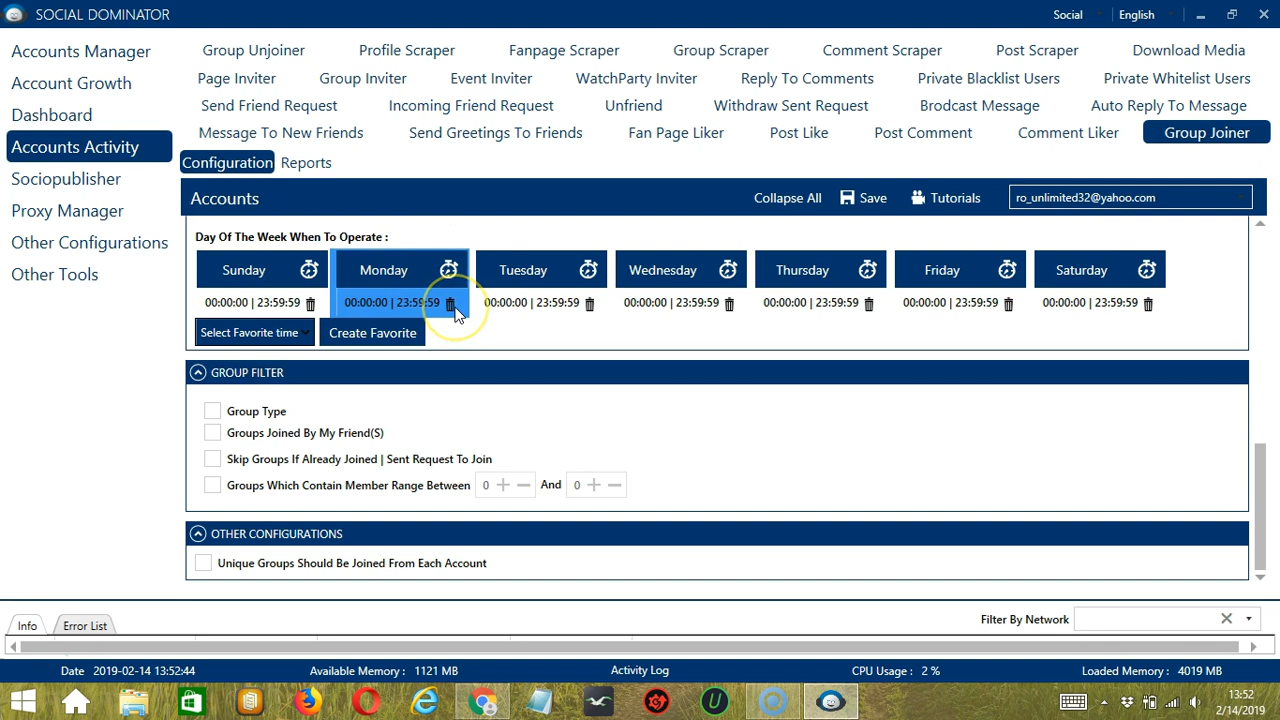 SOCIAL DOMINATOR Social English
Accounts Manager
Account Growth
Dashboard
Accounts Activity
Sociopublisher
Proxy Manager
Other Configurations
Other Tools
Group Unjoiner Profile Scraper Fanpage Scraper Group Scraper Comment Scraper Post Scraper Download Media
Page Inviter Group Inviter Event Inviter WatchParty Inviter Reply To Comments Private Blacklist Users Private Whitelist Users
Send Friend Request Incoming Friend Request Unfriend Withdraw Sent Request Brodcast Message Auto Reply To Message
Message To New Friends Send Greetings To Friends Fan Page Liker Post Like Post Comment Comment Liker Group Joiner
Configuration Reports
Accounts Collapse All Save Tutorials ro_unlimited32@yahoo.com
Day Of The Week When To Operate :
Sunday Monday Tuesday Wednesday Thursday Friday Saturday
00:00:00 | 23:59:59 00:00:00 | 23:59:59 00:00:00 | 23:59:59 00:00:00 | 23:59:59 00:00:00 | 23:59:59 00:00:00 | 23:59:59 00:00:00 | 23:59:59
Select Favorite time Create Favorite
GROUP FILTER
Group Type
Groups Joined By My Friend(S)
Skip Groups If Already Joined | Sent Request To Join
Groups Which Contain Member Range Between 0 And 0
OTHER CONFIGURATIONS
Unique Groups Should Be Joined From Each Account
Info Error List Filter By Network
Date 2019-02-14 13:52:44 Available Memory : 1121 MB Activity Log CPU Usage : 2 % Loaded Memory : 4019 MB
13:52
2/14/2019